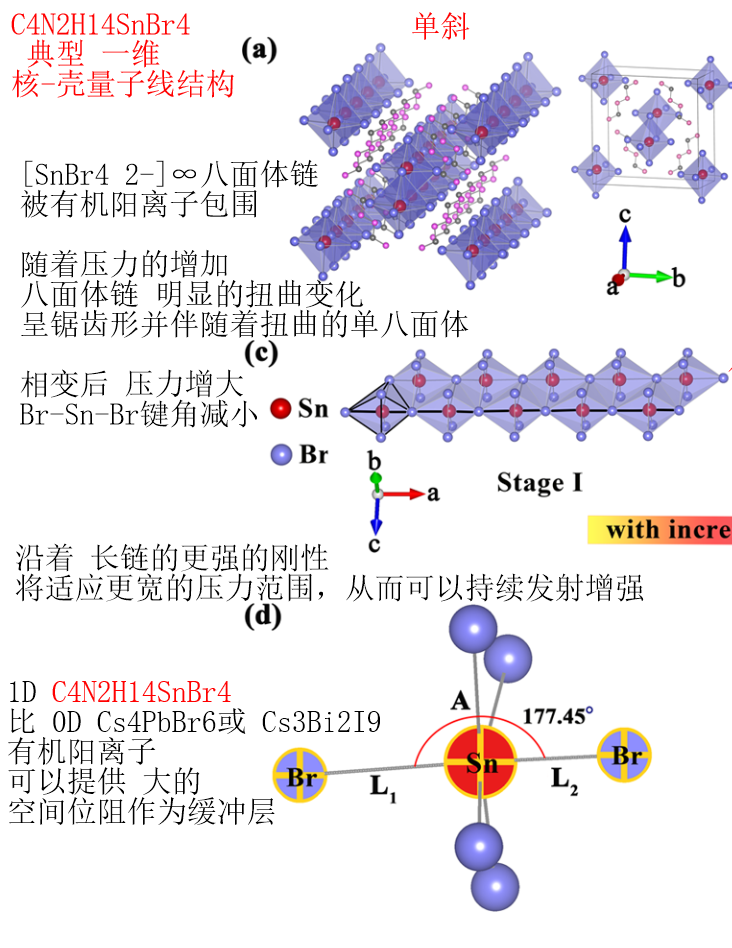 C4N2H14SnBr4
单斜
典型 一维
(a)
核-壳量子线结构
[SnBr4 2-]∞八面体链
被有机阳离子包围
c
a
b
随着压力的增加
八面体链 明显的扭曲变化
呈锯齿形并伴随着扭曲的单八面体
(c)
相变后 压力增大
Br-Sn-Br键角减小
Sn
Br
b
a
c
Stage I
with incre
沿着 长链的更强的刚性
将适应更宽的压力范围，从而可以持续发射增强
(d)
1D C4N2H14SnBr4
比 0D Cs4PbBr6或 Cs3Bi2I9
有机阳离子
可以提供 大的
空间位阻作为缓冲层
A
177.45°
Br
Sn
Br
L1
L2